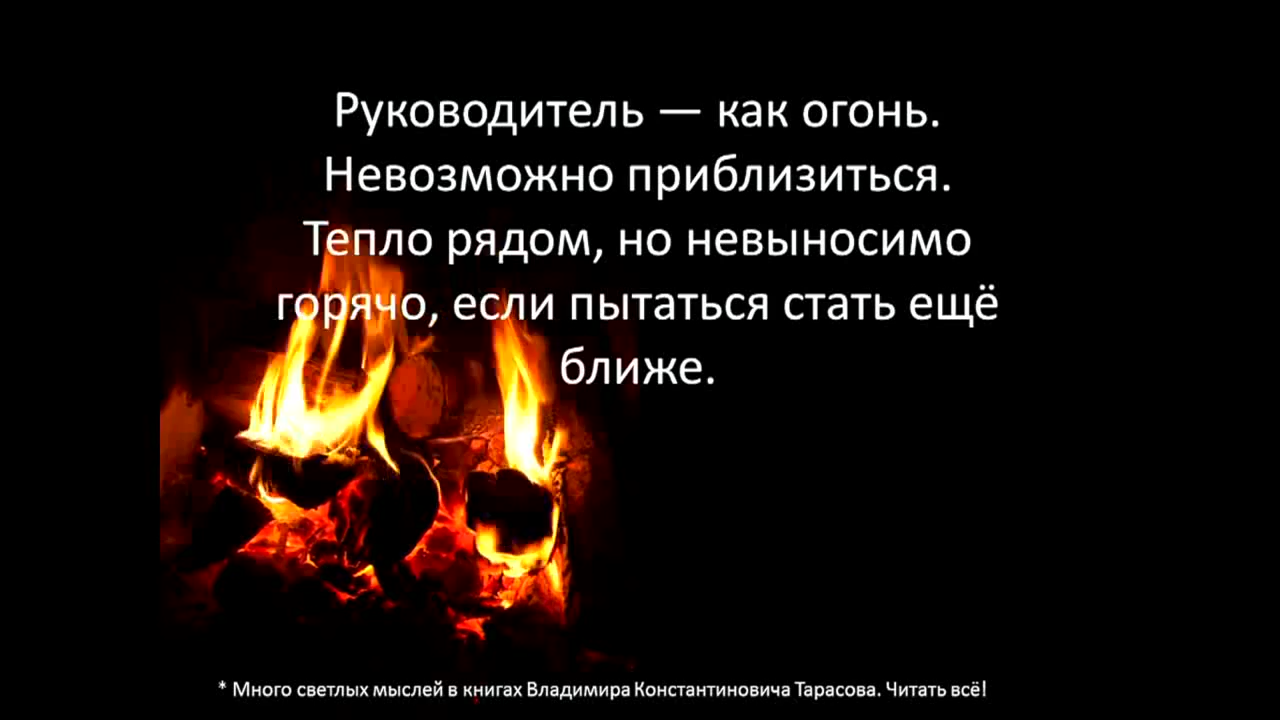 Руководитель — как огонь.
Невозможно приблизиться.
Тепло рядом, но невыносимо
горячо, если пытаться стать ещё
ближе.
* Много светлых мыслей в книгах Владимира Константиновича Тарасова. Читать всё!